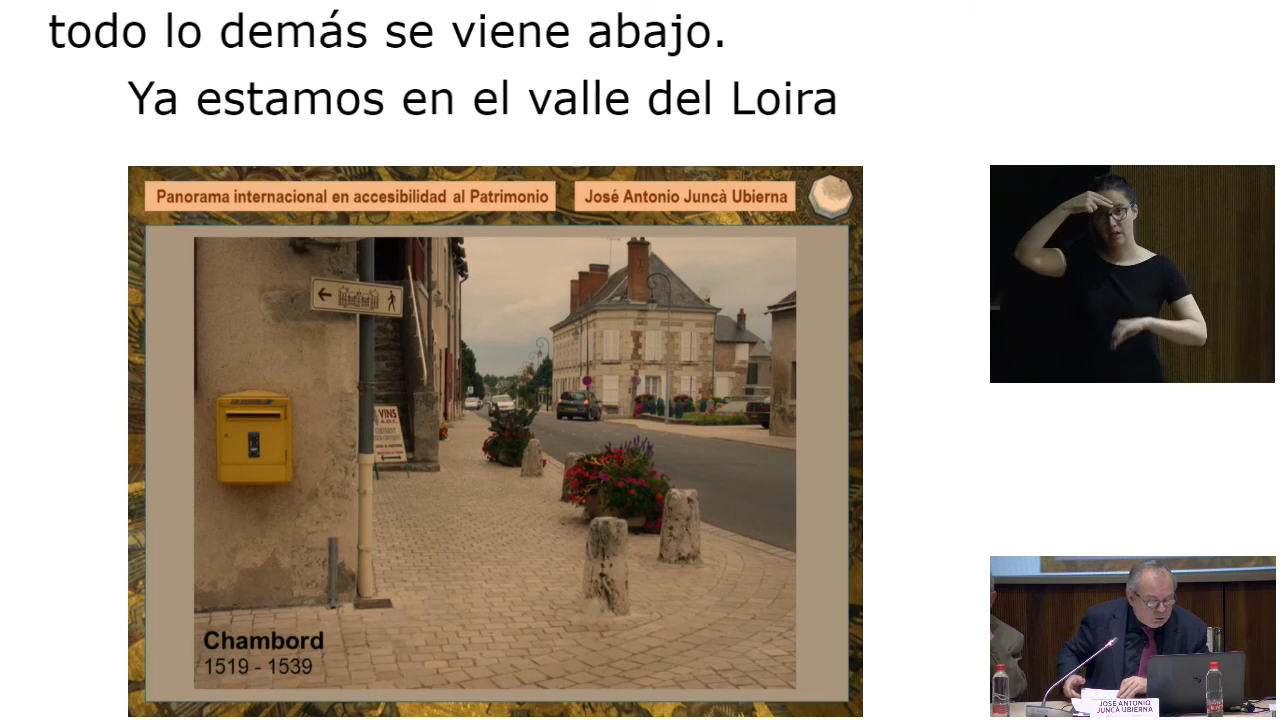 todo lo demás se viene abajo.
Ya estamos en el valle del Loira
Panorama internacional en accesibilidad al Patrimonio
José Antonio Juncà Ubierna
VINS
A.O.C.
Chambord
1519 - 1539
JOSE ANTONIO
JUNCÀ UBIERNA